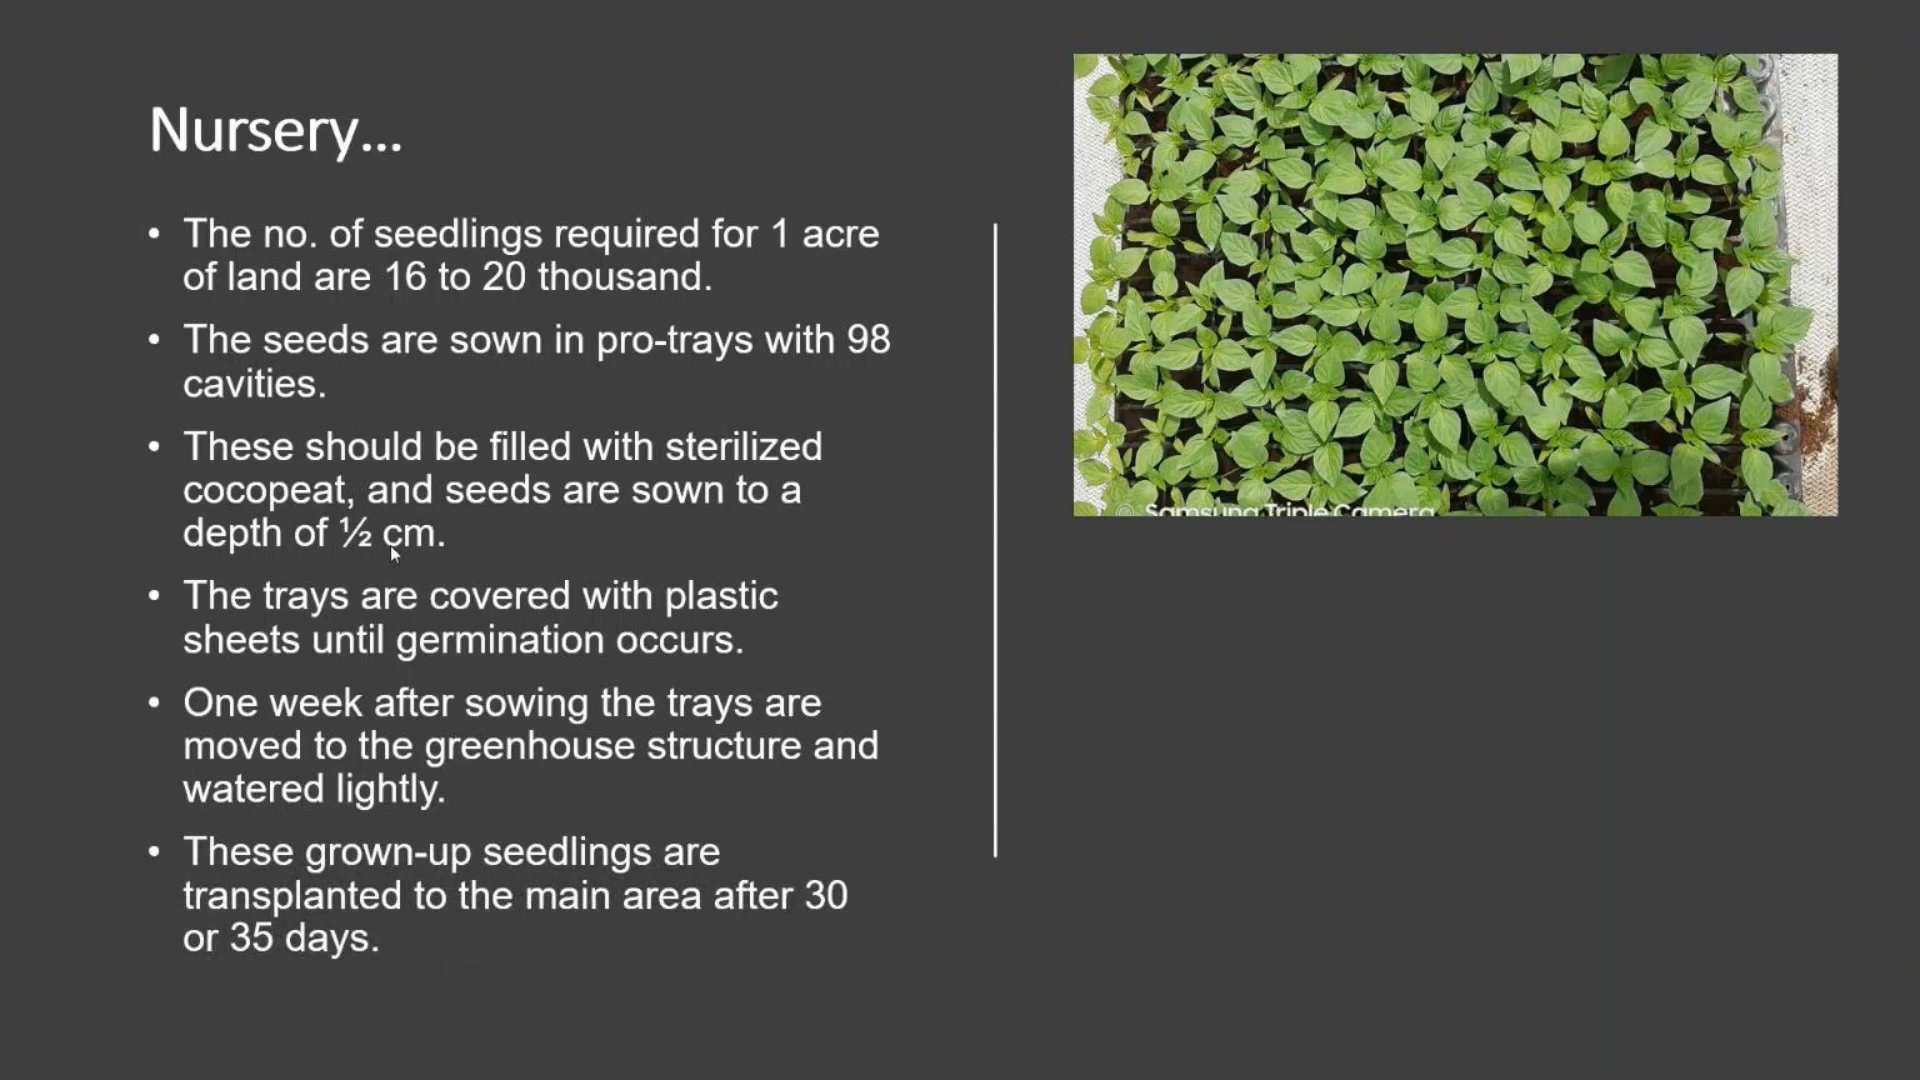 Nursery...
• The no. of seedlings required for 1 acre
of land are 16 to 20 thousand.
• The seeds are sown in pro-trays with 98
cavities.
• These should be filled with sterilized
cocopeat, and seeds are sown to a
depth of ½ cm.
• The trays are covered with plastic
sheets until germination occurs.
• One week after sowing the trays are
moved to the greenhouse structure and
watered lightly.
• These grown-up seedlings are
transplanted to the main area after 30
or 35 days.
Samsung Triple Camera